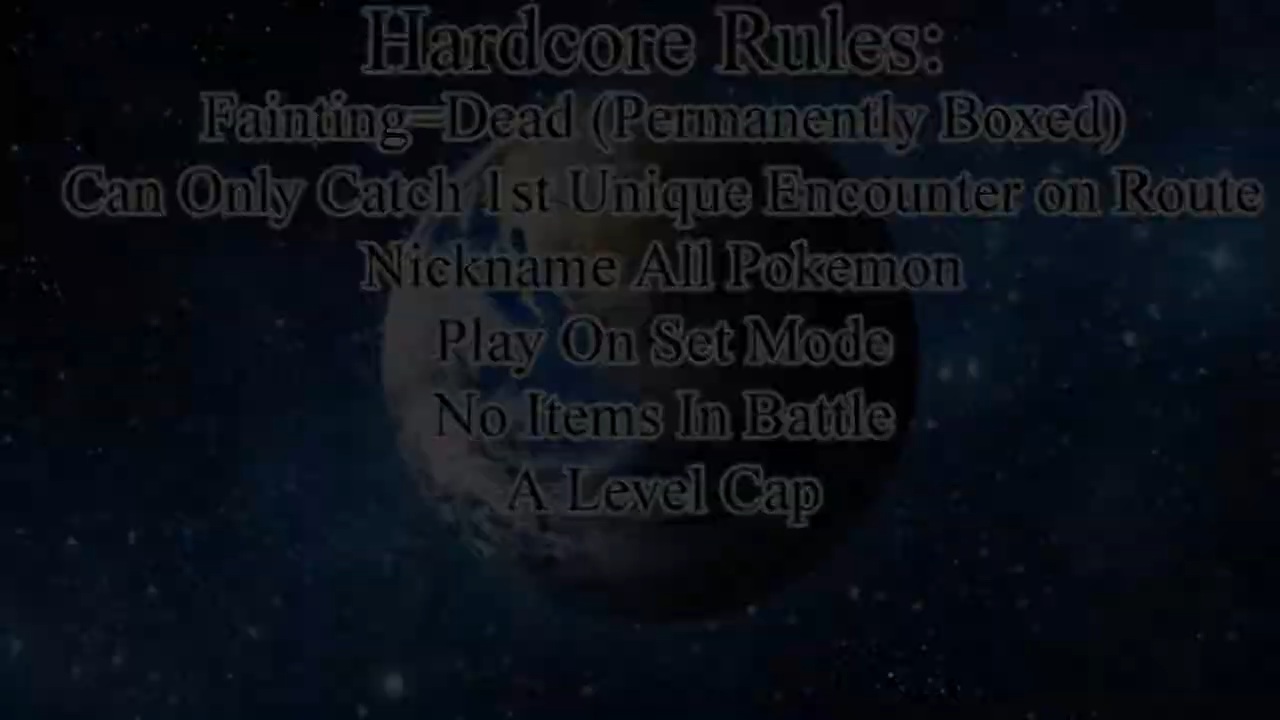 Hardcore Rules:
Fainting=Dead (Permanently Boxed)
Can Only Catch 1st Unique Encounter on Route
Nickname All Pokemon
Play On Set Mode
No Items In Battle
A Level Cap